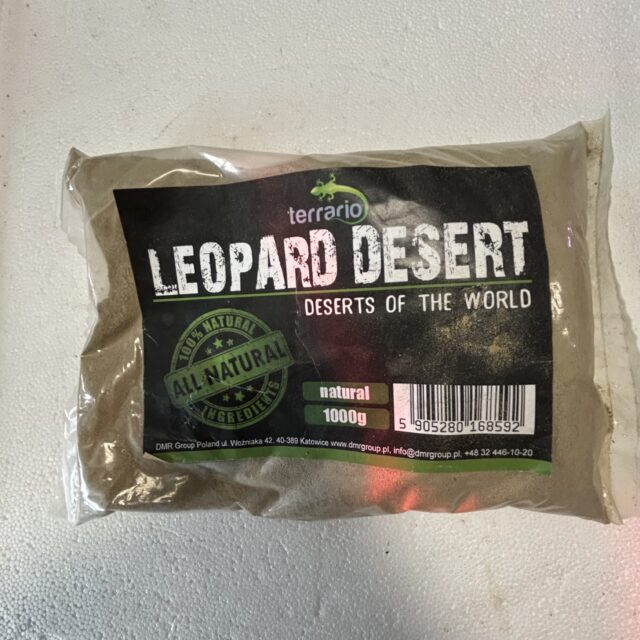 terrario
LEOPARD DESERT
DESERTS OF THE WORLD
100% NATURAL
ALL NATURAL
INGREDIENTS
natural
1000g
5 905280 168592
DMR Group Poland ul. Woźniaka 42, 40-389 Katowice www.dmrgroup.pl, info@dmrgroup.pl, +48 32 446-10-20